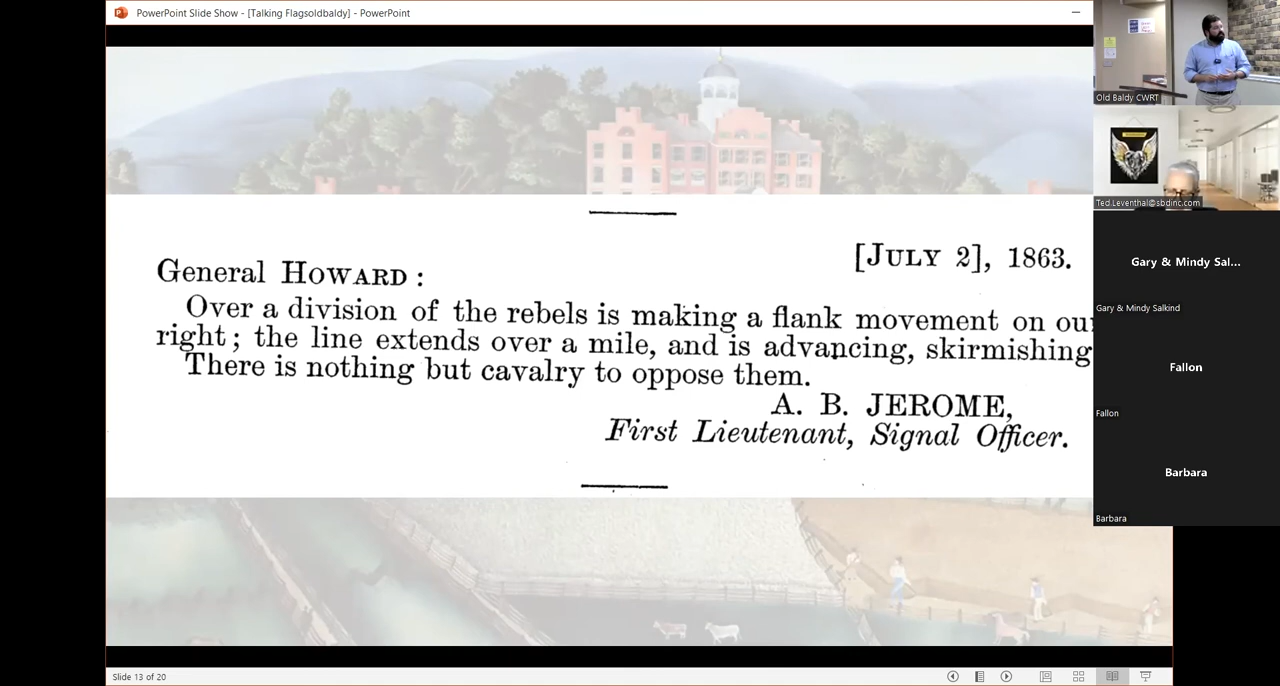 PowerPoint Slide Show - [Talking Flagsoldbaldy] - PowerPoint
[JULY 2], 1863.
General HOWARD :
Over a division of the rebels is making a flank movement on ou
right ; the line extends over a mile, and is advancing, skirmishing
There is nothing but cavalry to oppose them.
A. B. JEROME,
First Lieutenant, Signal Officer.
Old Baldy CWRT
Ted.Leventhal@sbdinc.com
Gary & Mindy Sal...
Gary & Mindy Salkind
Fallon
Fallon
Barbara
Barbara
Slide 13 of 20